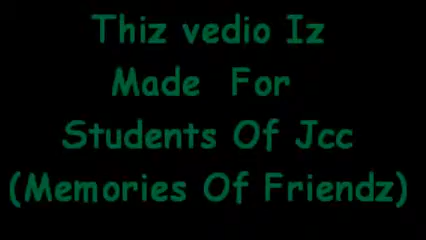 Thiz vedio Iz
Made For
Students Of Jcc
(Memories Of Friendz)